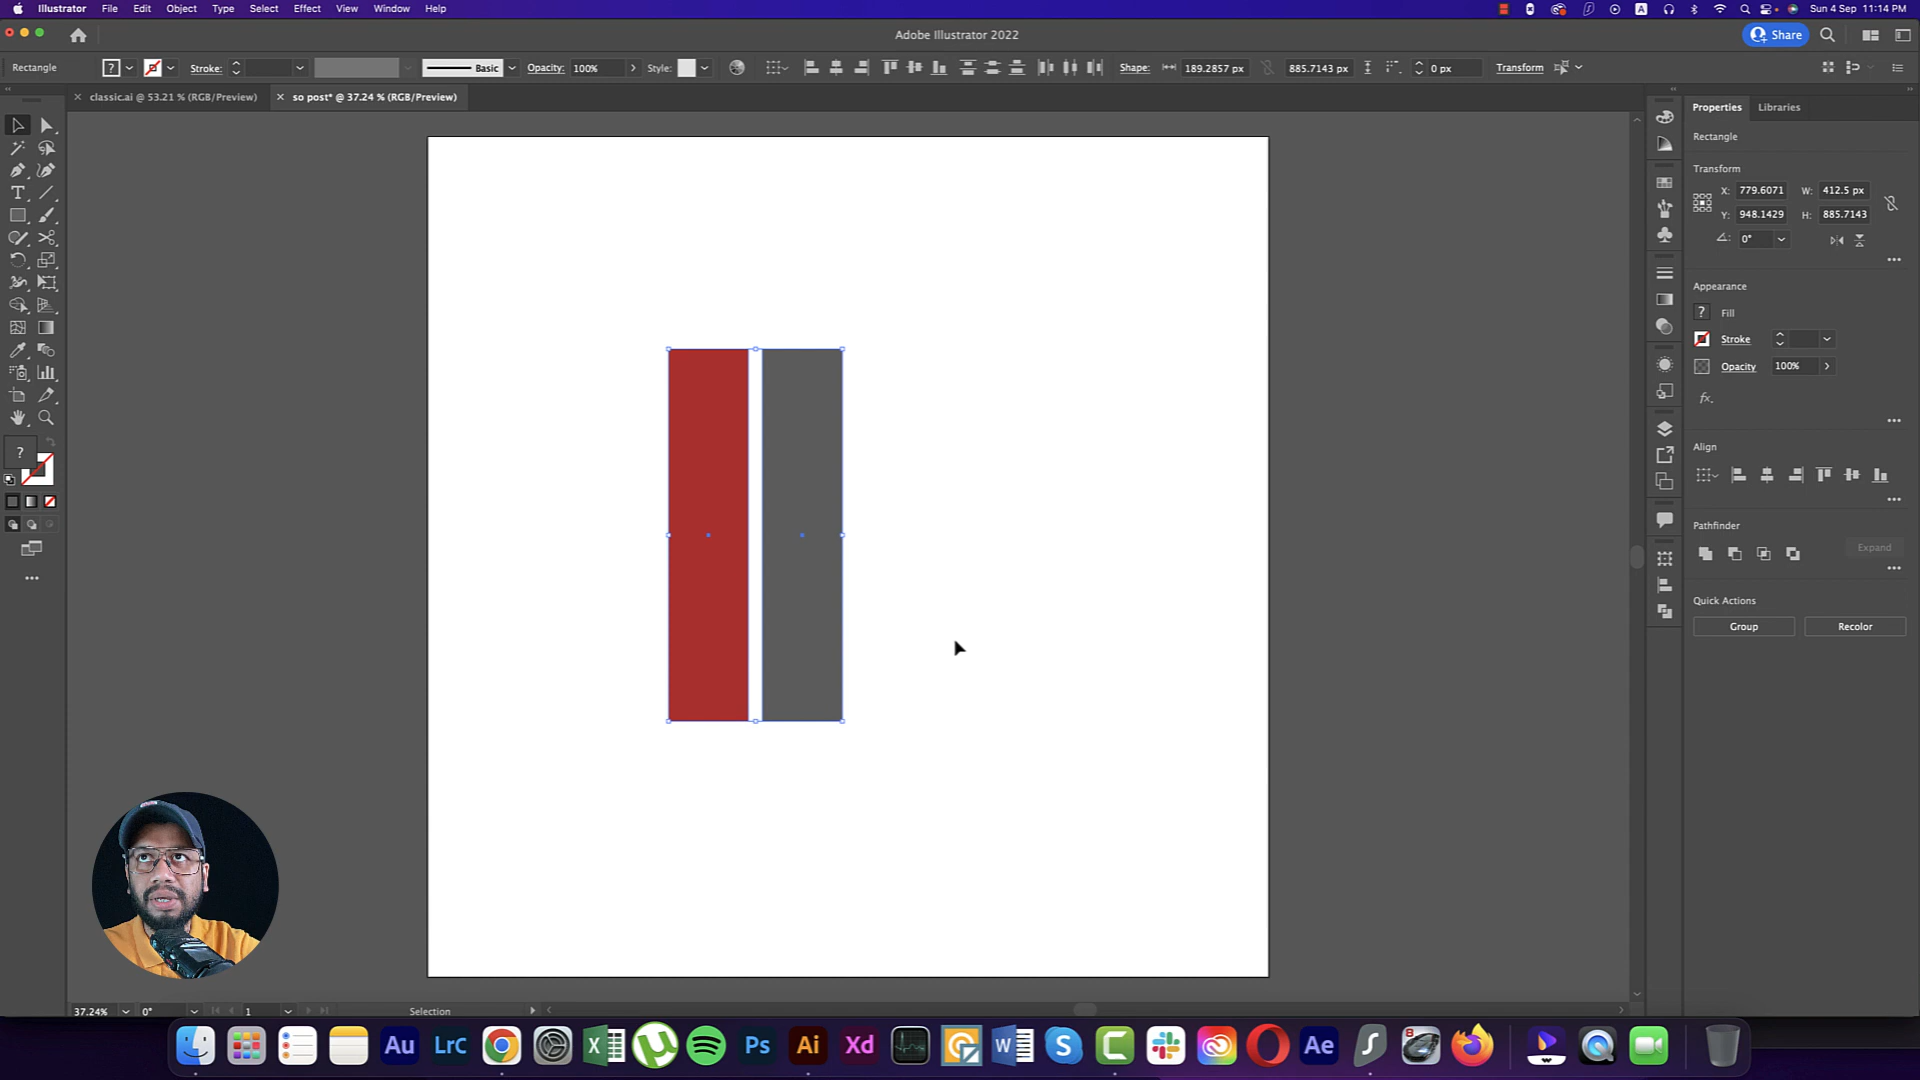 Illustrator File Edit Object Type Select Effect View Window Help
A
Sun 4 Sep 11:14 PM
Adobe Illustrator 2022
Share
Rectangle
?
Stroke:
Basic
Opacity: 100%
Style:
Shape: 189.2857 px 885.7143 px 0 px Transform
× classic.ai @ 53.21 % (RGB/Preview)
× so post* @ 37.24 % (RGB/Preview)
Properties Libraries
Rectangle
Transform
X: 779.6071 W: 412.5 px
Y: 948.1429 H: 885.7143
0°
Appearance
? Fill
Stroke
Opacity 100%
fx.
Align
Pathfinder
Expand
Quick Actions
Group Recolor
T
?
37.24% 0° 1 Selection
Au LrC Ps Ai Xd W S Ae 8 W